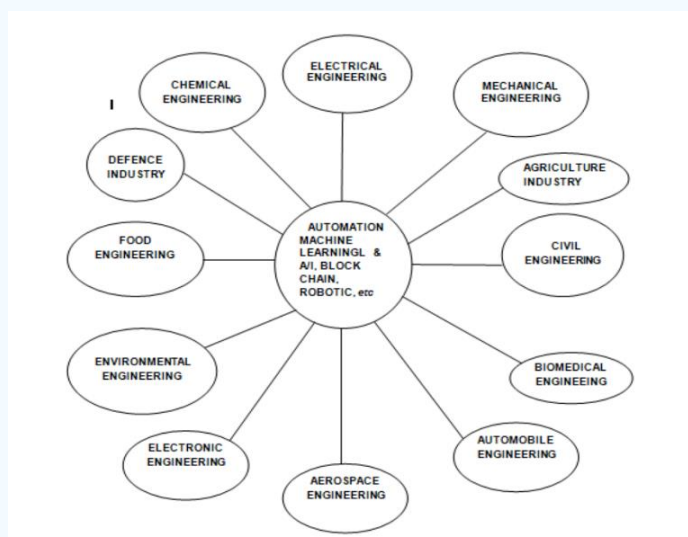 ELECTRICAL
ENGINEERING
CHEMICAL
ENGINEERING
MECHANICAL
ENGINEERING
I
DEFENCE
INDUSTRY
AGRICULTURE
INDUSTRY
FOOD
ENGINEERING
AUTOMATION
MACHINE
LEARNINGL &
A/I, BLOCK
CHAIN,
ROBOTIC, etc
CIVIL
ENGINEERING
ENVIRONMENTAL
ENGINEERING
BIOMEDICAL
ENGINEEING
ELECTRONIC
ENGINEERING
AUTOMOBILE
ENGINEERING
AEROSPACE
ENGINEERING